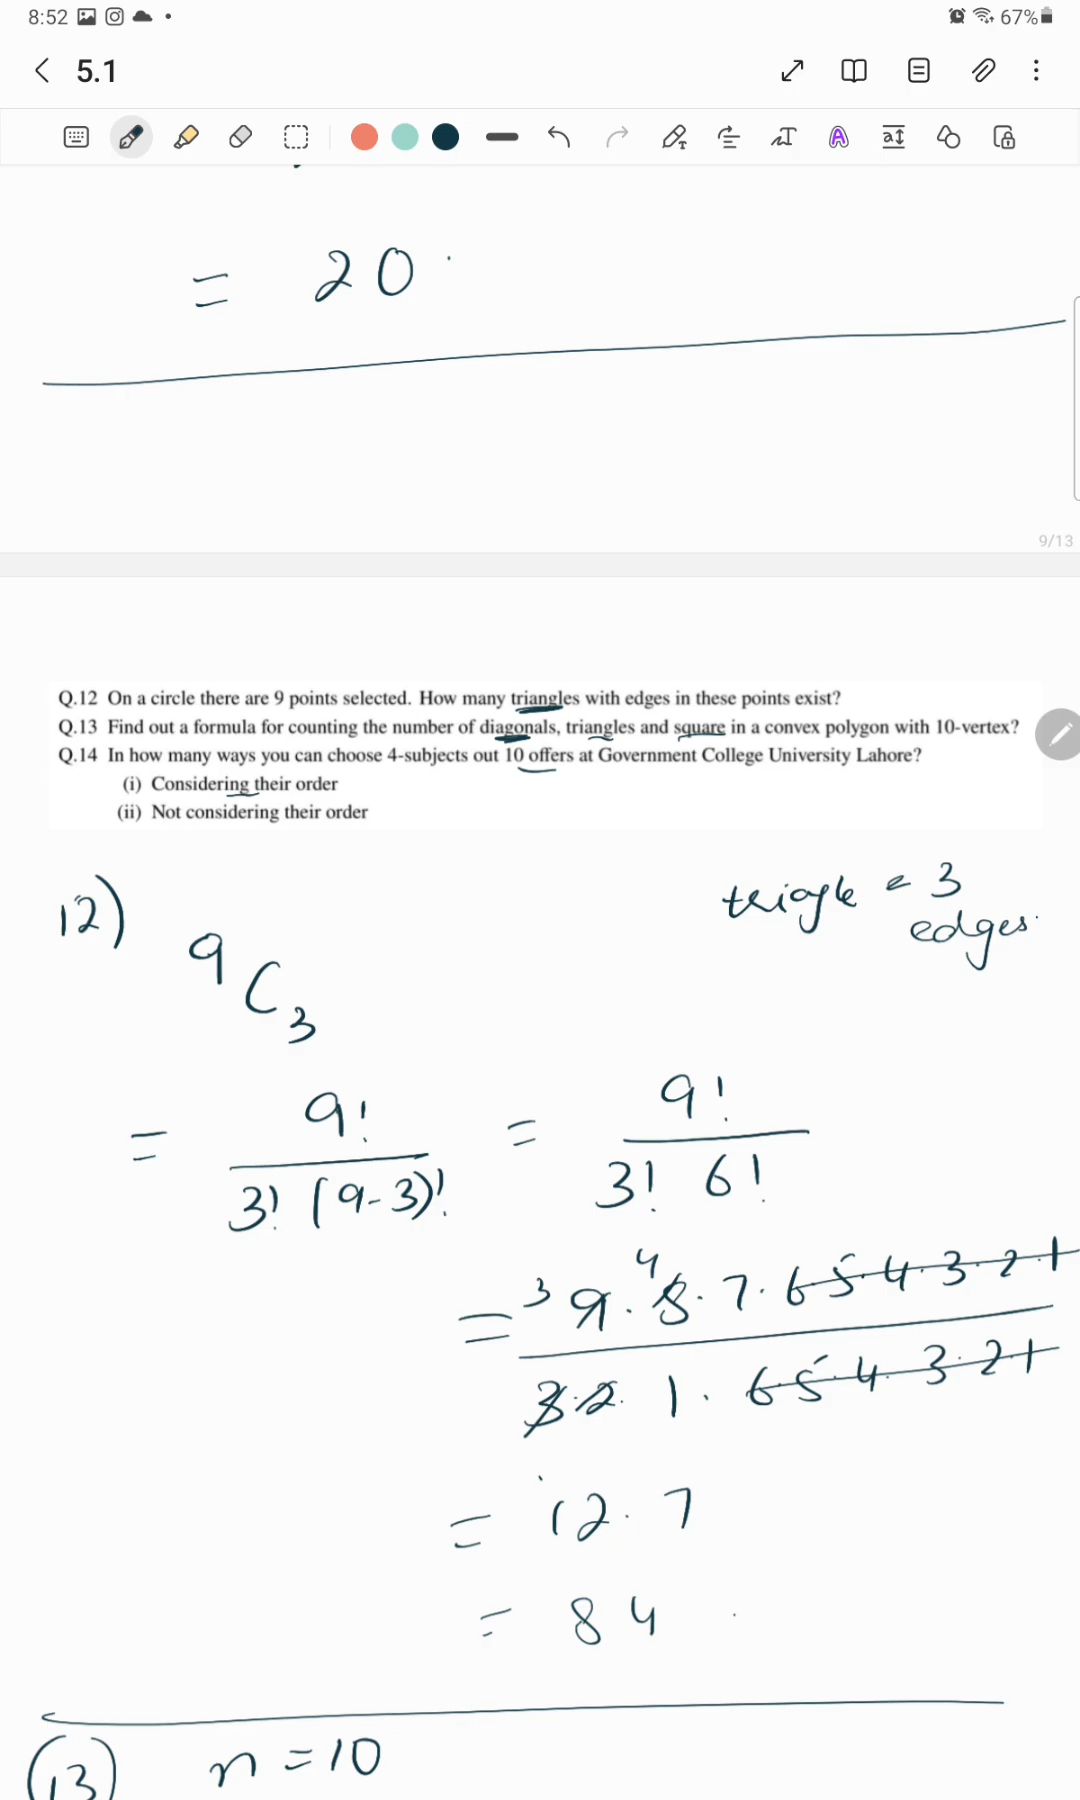 8:52
67%
5.1
= 20
9/13
Q.12 On a circle there are 9 points selected. How many triangles with edges in these points exist?
Q.13 Find out a formula for counting the number of diagonals, triangles and square in a convex polygon with 10-vertex?
Q.14 In how many ways you can choose 4-subjects out 10 offers at Government College University Lahore?
(i) Considering their order
(ii) Not considering their order
12)
triagle = 3
edges.
9C3
= 9! / 3! (9-3)! = 9! / 3! 6!
= 3 9 . 4 8 . 7 . 6 5 . 4 . 3 . 2 . 1
3 . 2 . 1 . 6 5 4 . 3 . 2 . 1
= 12 . 7
= 84
(13) n = 10